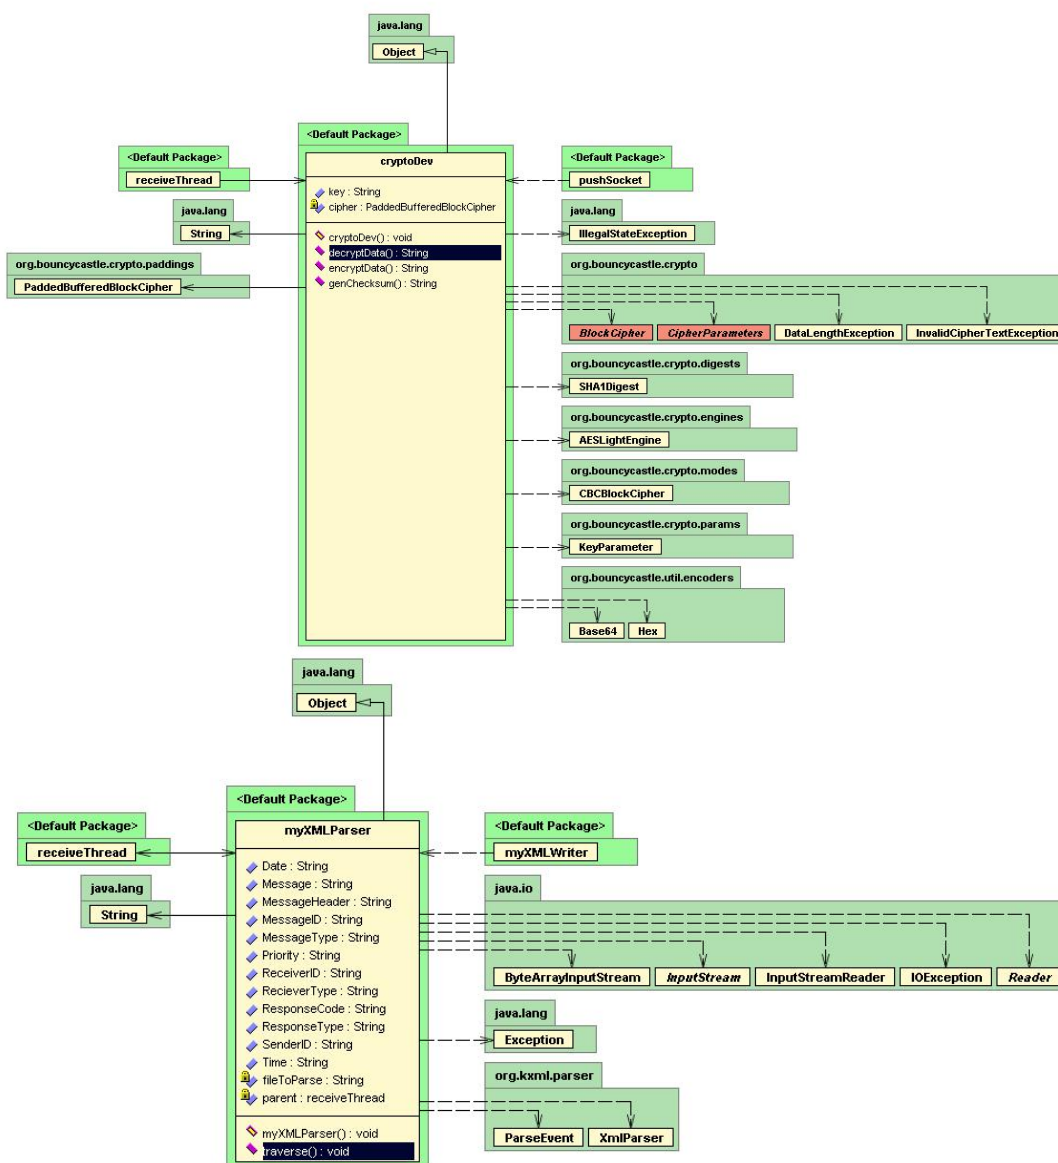 java.lang
Object
<Default Package>
cryptoDev
key : String
cipher : PaddedBufferedBlockCipher
cryptoDev() : void
decryptData() : String
encryptData() : String
genChecksum() : String
<Default Package>
receiveThread
java.lang
String
org.bouncycastle.crypto.paddings
PaddedBufferedBlockCipher
<Default Package>
pushSocket
java.lang
IllegalStateException
org.bouncycastle.crypto
BlockCipher CipherParameters DataLengthException InvalidCipherTextException
org.bouncycastle.crypto.digests
SHA1Digest
org.bouncycastle.crypto.engines
AESLightEngine
org.bouncycastle.crypto.modes
CBCBlockCipher
org.bouncycastle.crypto.params
KeyParameter
org.bouncycastle.util.encoders
Base64 Hex
java.lang
Object
<Default Package>
myXMLParser
Date : String
Message : String
MessageHeader : String
MessageID : String
MessageType : String
Priority : String
ReceiverID : String
RecieverType : String
ResponseCode : String
ResponseType : String
SenderID : String
Time : String
fileToParse : String
parent : receiveThread
myXMLParser() : void
traverse() : void
<Default Package>
receiveThread
java.lang
String
<Default Package>
myXMLWriter
java.io
ByteArrayInputStream InputStream InputStreamReader IOException Reader
java.lang
Exception
org.kxml.parser
ParseEvent XmlParser